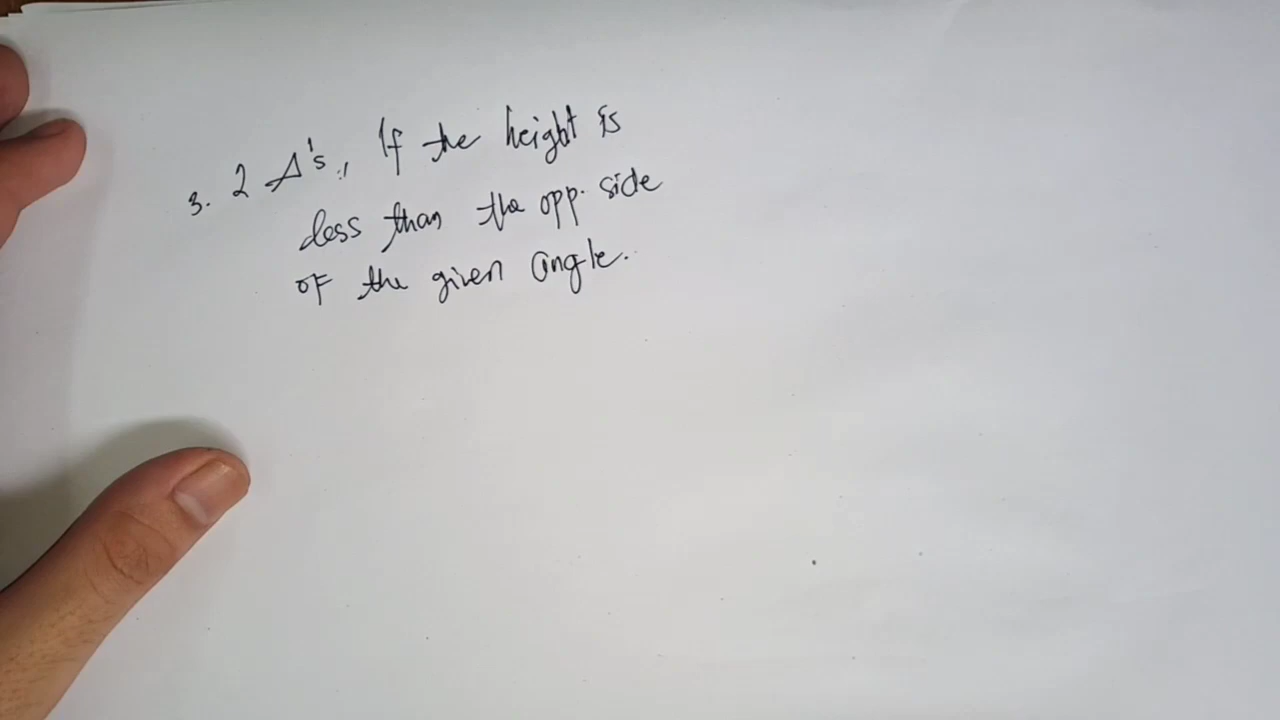 3. 2 Δ's., If the height is
less than the opp. side
of the given angle.